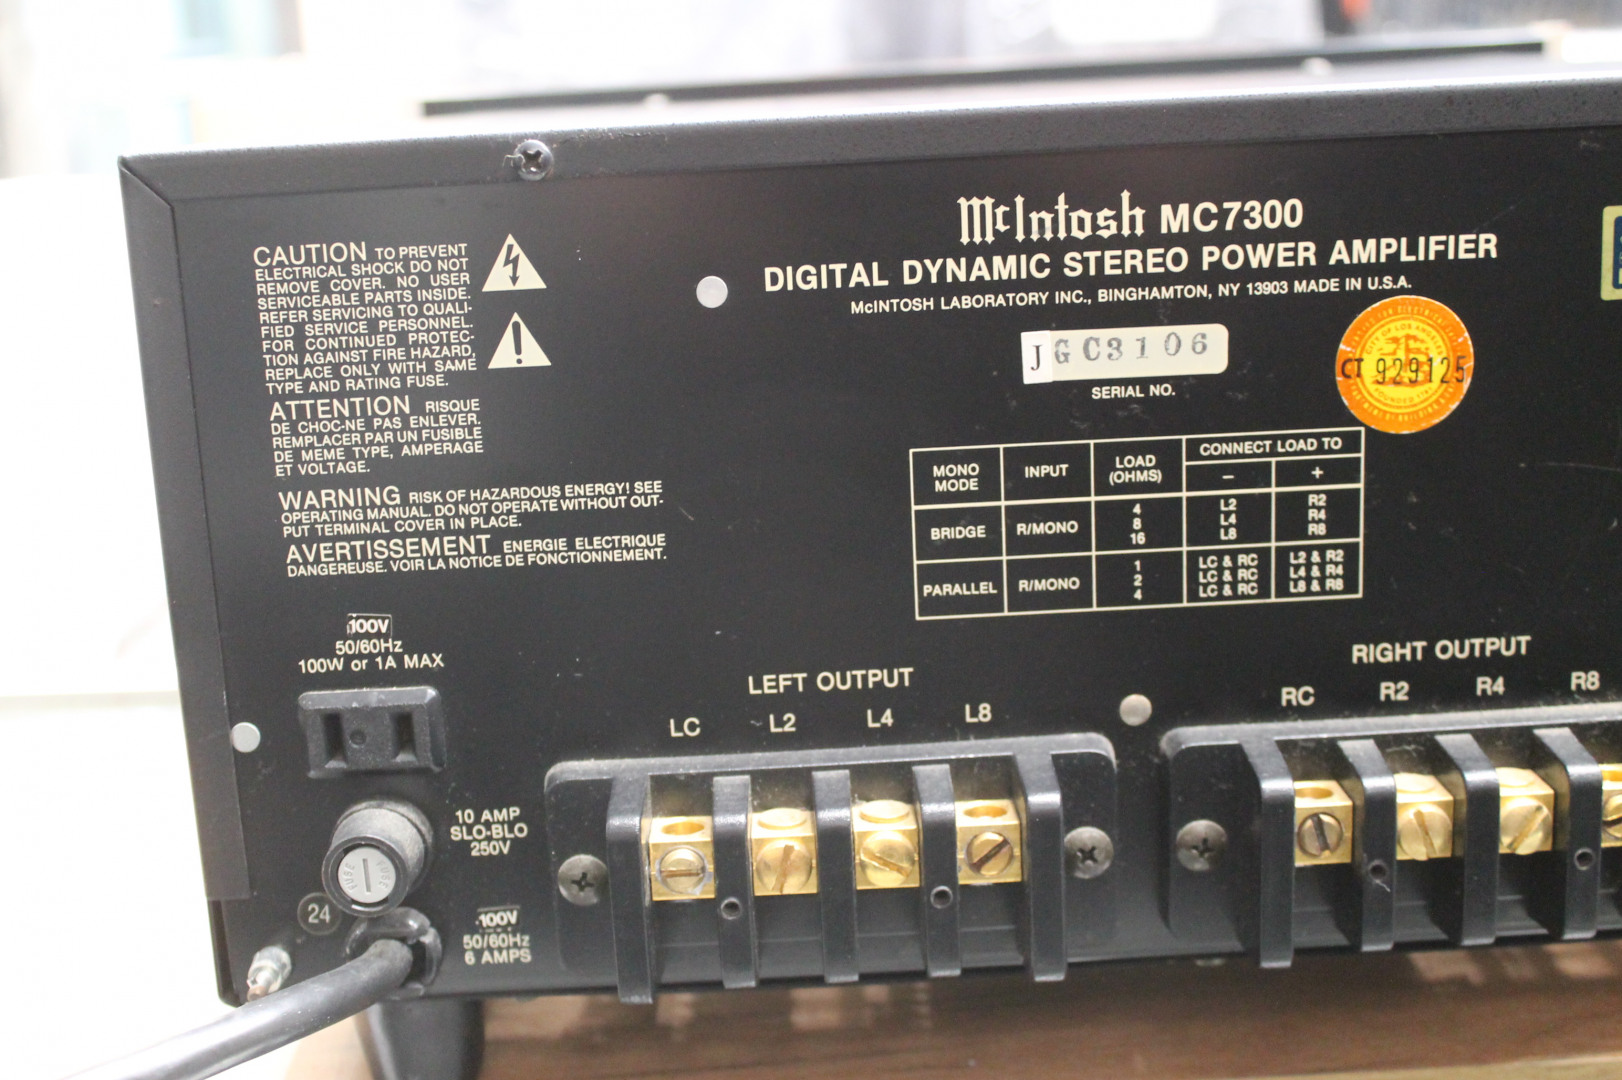 CAUTION TO PREVENT
ELECTRICAL SHOCK DO NOT
REMOVE COVER. NO USER
SERVICEABLE PARTS INSIDE.
REFER SERVICING TO QUALI-
FIED SERVICE PERSONNEL.
FOR CONTINUED PROTEC-
TION AGAINST FIRE HAZARD,
REPLACE ONLY WITH SAME
TYPE AND RATING FUSE.
ATTENTION RISQUE
DE CHOC-NE PAS ENLEVER.
REMPLACER PAR UN FUSIBLE
DE MEME TYPE, AMPERAGE
ET VOLTAGE.
WARNING RISK OF HAZARDOUS ENERGY! SEE
OPERATING MANUAL. DO NOT OPERATE WITHOUT OUT-
PUT TERMINAL COVER IN PLACE.
AVERTISSEMENT ENERGIE ELECTRIQUE
DANGEREUSE. VOIR LA NOTICE DE FONCTIONNEMENT.
McIntosh MC7300
DIGITAL DYNAMIC STEREO POWER AMPLIFIER
McINTOSH LABORATORY INC., BINGHAMTON, NY 13903 MADE IN U.S.A.
JGC3106
SERIAL NO.
CITY OF LOS ANGELES
CT 929125
FOUNDED
MONO MODE INPUT LOAD (OHMS) CONNECT LOAD TO
− +
BRIDGE R/MONO 4 L2 R2
8 L4 R4
16 L8 R8
PARALLEL R/MONO 1 LC & RC L2 & R2
2 LC & RC L4 & R4
4 LC & RC L8 & R8
100V
50/60Hz
100W or 1A MAX
LEFT OUTPUT
LC L2 L4 L8
RIGHT OUTPUT
RC R2 R4 R8
10 AMP
SLO-BLO
250V
FUSE FUSE
24
100V
50/60Hz
6 AMPS